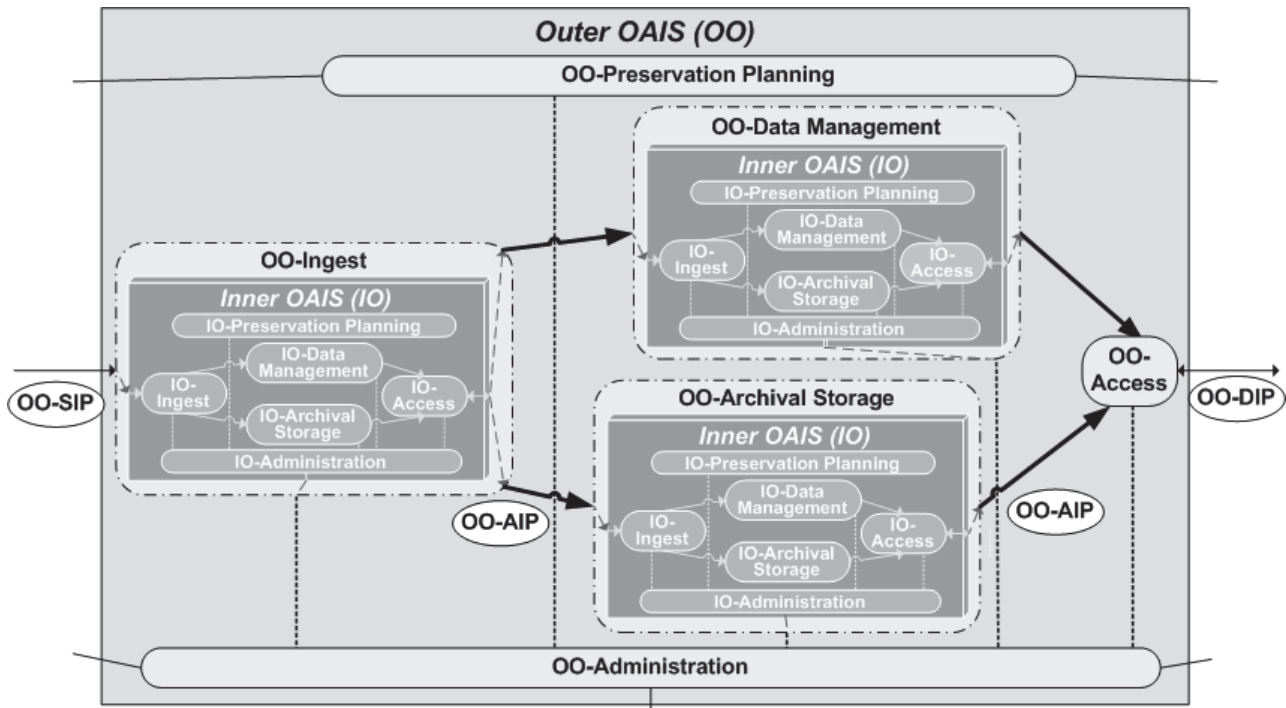 Outer OAIS (OO)
OO-Preservation Planning
OO-Data Management
Inner OAIS (IO)
IO-Preservation Planning
IO-Data
Management
IO-
Ingest
IO-
Access
IO-Archival
Storage
IO-Administration
OO-Ingest
Inner OAIS (IO)
IO-Preservation Planning
IO-Data
Management
IO-
Ingest
IO-
Access
IO-Archival
Storage
IO-Administration
OO-SIP
OO-AIP
OO-Archival Storage
Inner OAIS (IO)
IO-Preservation Planning
IO-Data
Management
IO-
Ingest
IO-
Access
IO-Archival
Storage
IO-Administration
OO-
Access
OO-DIP
OO-AIP
OO-Administration